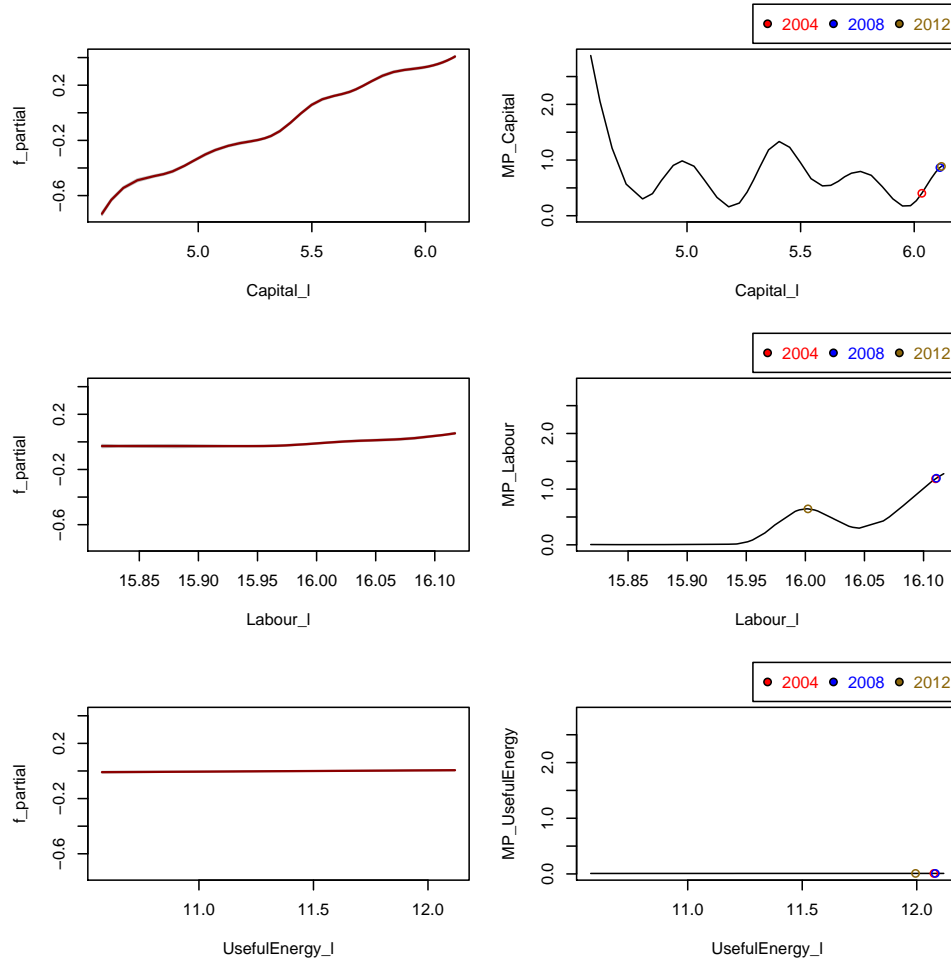 2004 2008 2012
f_partial
−0.6 −0.2 0.2
5.0 5.5 6.0
Capital_l
MP_Capital
0.0 1.0 2.0
5.0 5.5 6.0
Capital_l
2004 2008 2012
f_partial
−0.6 −0.2 0.2
15.85 15.90 15.95 16.00 16.05 16.10
Labour_l
MP_Labour
0.0 1.0 2.0
15.85 15.90 15.95 16.00 16.05 16.10
Labour_l
2004 2008 2012
f_partial
−0.6 −0.2 0.2
11.0 11.5 12.0
UsefulEnergy_l
MP_UsefulEnergy
0.0 1.0 2.0
11.0 11.5 12.0
UsefulEnergy_l